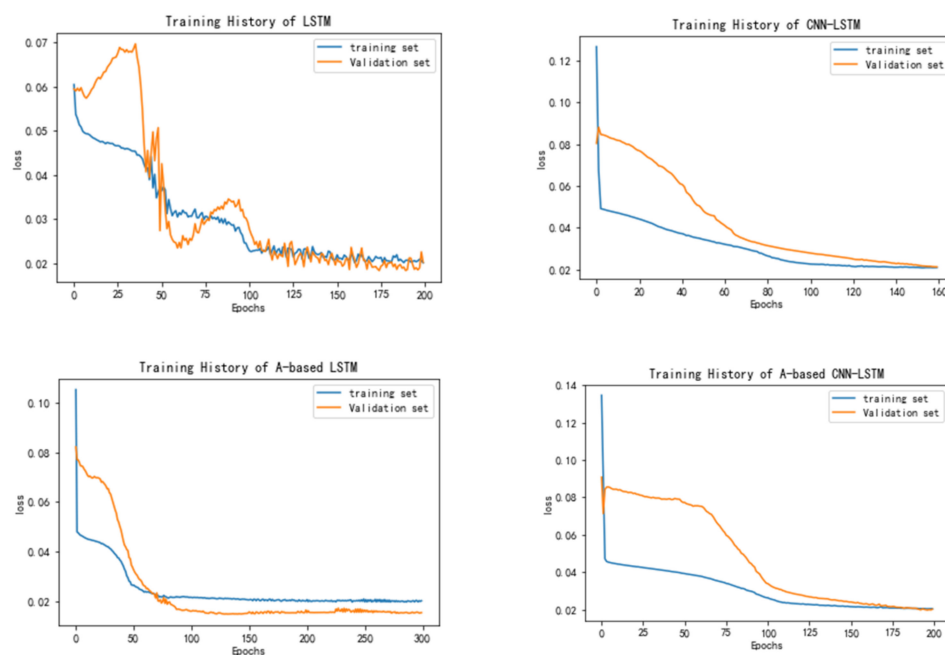 Training History of LSTM
training set
Validation set
0.07
0.06
0.05
0.04
0.03
0.02
loss
0 25 50 75 100 125 150 175 200
Epochs
Training History of CNN-LSTM
training set
Validation set
0.12
0.10
0.08
0.06
0.04
0.02
loss
0 20 40 60 80 100 120 140 160
Epochs
Training History of A-based LSTM
training set
Validation set
0.10
0.08
0.06
0.04
0.02
loss
0 50 100 150 200 250 300
Epochs
Training History of A-based CNN-LSTM
training set
Validation set
0.14
0.12
0.10
0.08
0.06
0.04
0.02
loss
0 25 50 75 100 125 150 175 200
Epochs